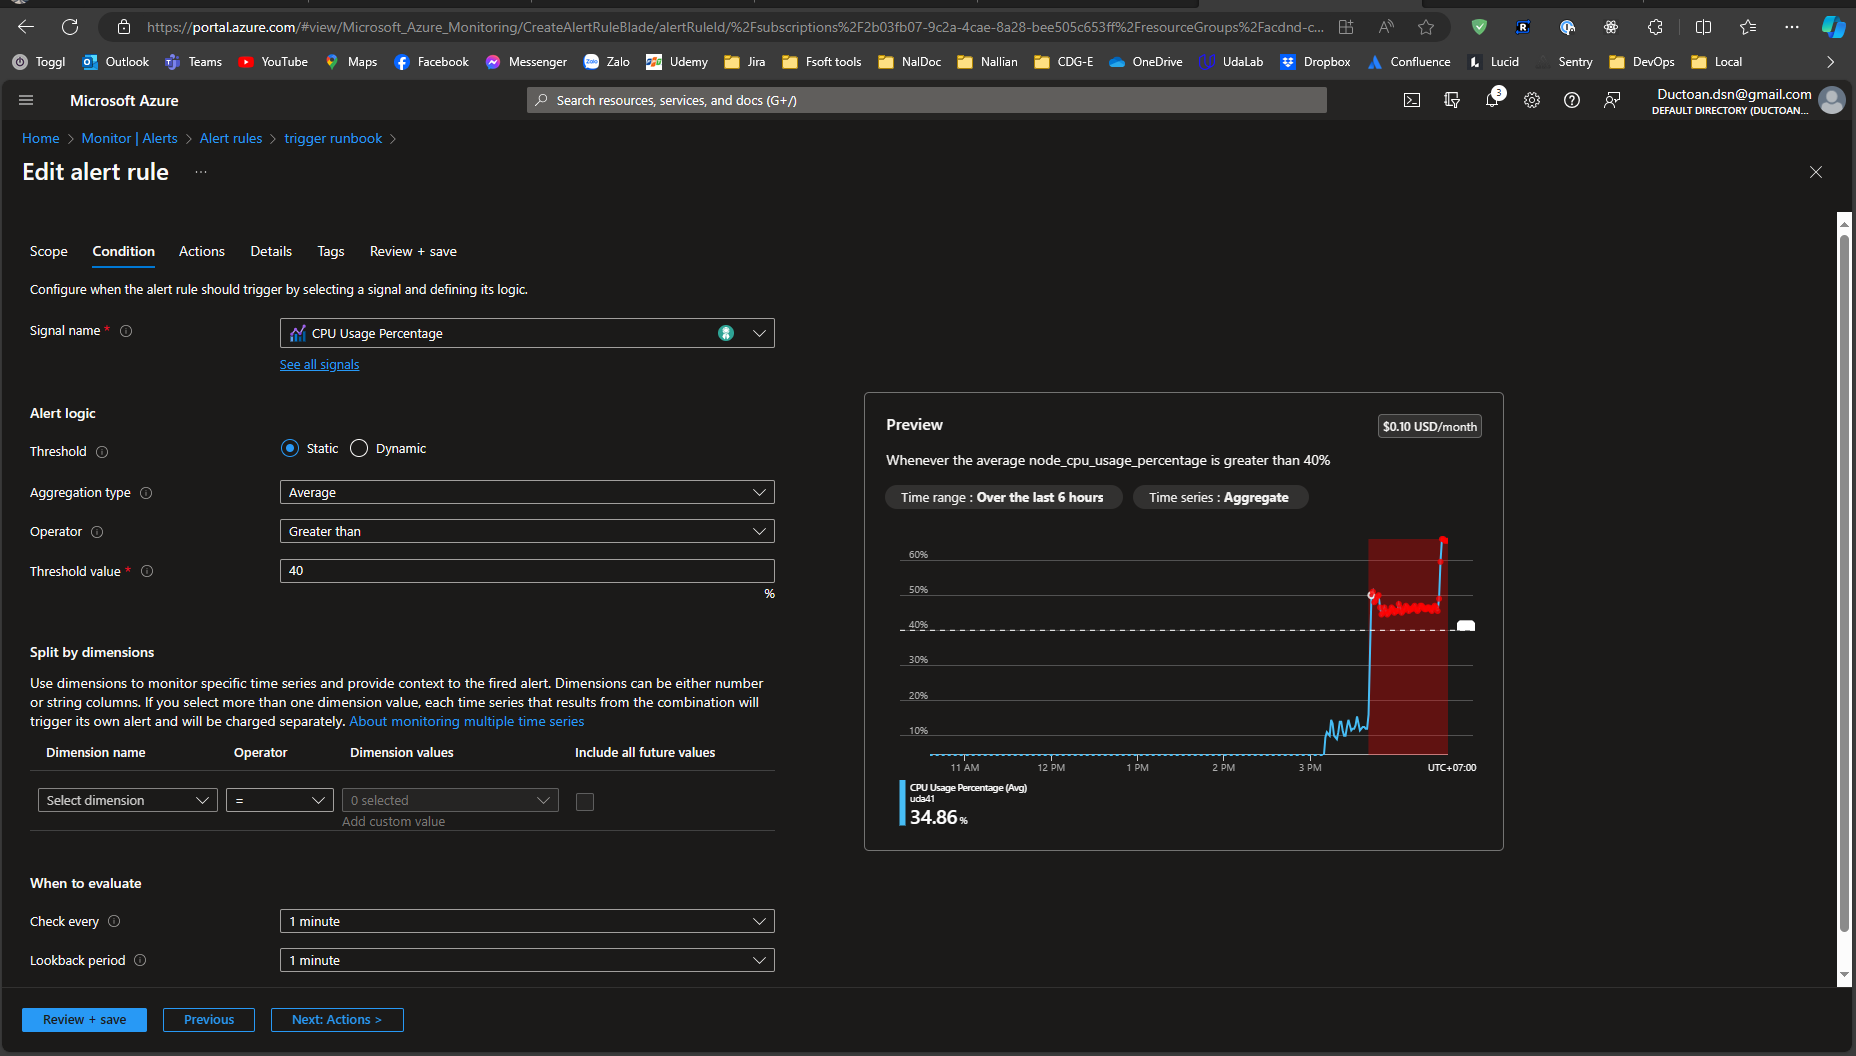 https://portal.azure.com/#view/Microsoft_Azure_Monitoring/CreateAlertRuleBlade/alertRuleId/%2Fsubscriptions%2F2b03fb07-9c2a-4cae-8a28-bee505c653ff%2FresourceGroups%2Facdnd-c...
Toggl Outlook Teams YouTube Maps Facebook Messenger Zalo Udemy Jira Fsoft tools NalDoc Nallian CDG-E OneDrive UdaLab Dropbox Confluence Lucid Sentry DevOps Local
Microsoft Azure
Search resources, services, and docs (G+/)
3
Ductoan.dsn@gmail.com
DEFAULT DIRECTORY (DUCTOAN...
Home > Monitor | Alerts > Alert rules > trigger runbook >
Edit alert rule ...
Scope Condition Actions Details Tags Review + save
Configure when the alert rule should trigger by selecting a signal and defining its logic.
Signal name *
CPU Usage Percentage
See all signals
Alert logic
Threshold
Static Dynamic
Aggregation type
Average
Operator
Greater than
Threshold value *
40
%
Split by dimensions
Use dimensions to monitor specific time series and provide context to the fired alert. Dimensions can be either number
or string columns. If you select more than one dimension value, each time series that results from the combination will
trigger its own alert and will be charged separately. About monitoring multiple time series
Dimension name Operator Dimension values Include all future values
Select dimension = 0 selected
Add custom value
When to evaluate
Check every
1 minute
Lookback period
1 minute
Preview
$0.10 USD/month
Whenever the average node_cpu_usage_percentage is greater than 40%
Time range : Over the last 6 hours Time series : Aggregate
60%
50%
40%
30%
20%
10%
11 AM 12 PM 1 PM 2 PM 3 PM UTC+07:00
CPU Usage Percentage (Avg)
uda41
34.86 %
Review + save Previous Next: Actions >